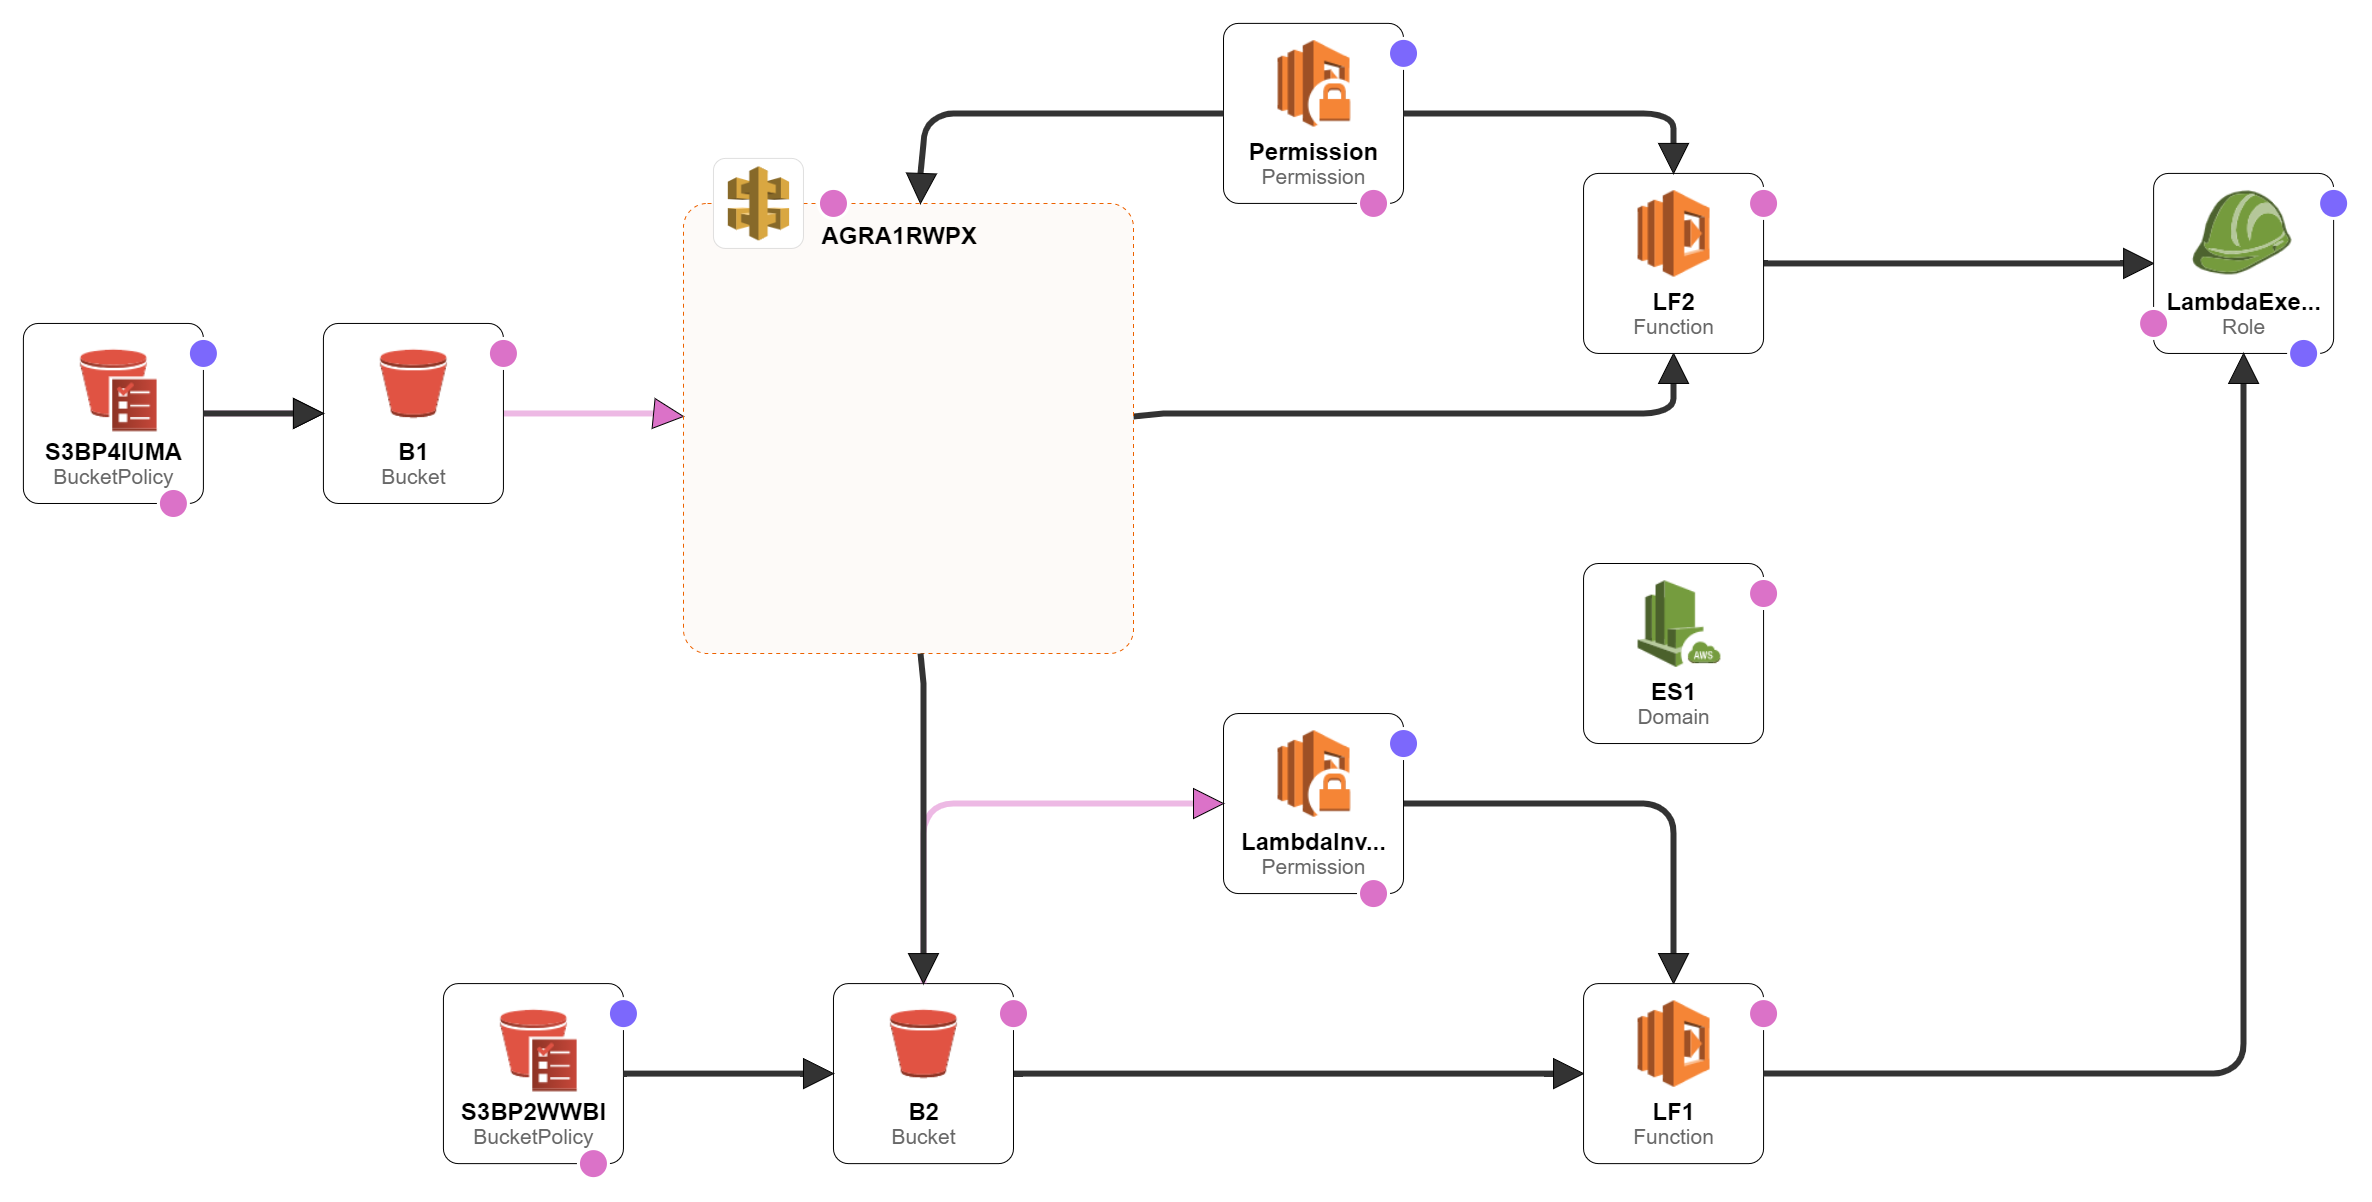 Permission
Permission
AGRA1RWPX
LF2
Function
LambdaExe...
Role
S3BP4IUMA
BucketPolicy
B1
Bucket
AWS
ES1
Domain
LambdaInv...
Permission
S3BP2WWBI
BucketPolicy
B2
Bucket
LF1
Function